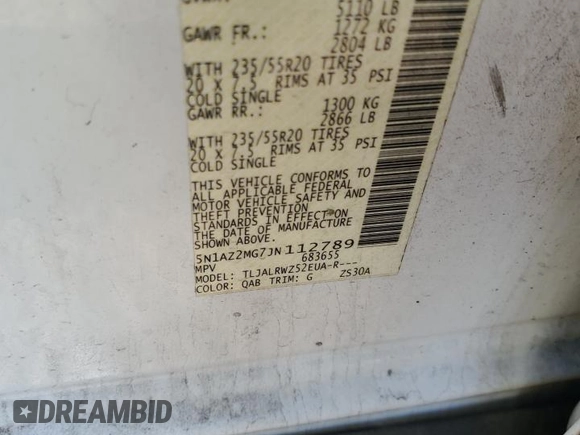 5110 LB
GAWR FR.: 1272 KG
2804 LB
WITH 235/55R20 TIRES
20 X 7.5 RIMS AT 35 PSI
COLD SINGLE
GAWR RR.: 1300 KG
2866 LB
WITH 235/55R20 TIRES
20 X 7.5 RIMS AT 35 PSI
COLD SINGLE
THIS VEHICLE CONFORMS TO
ALL APPLICABLE FEDERAL
MOTOR VEHICLE SAFETY AND
THEFT PREVENTION
STANDARDS IN EFFECT ON
THE DATE OF MANUFACTURE
SHOWN ABOVE.
5N1AZ2MG7JN112789
MPV 683655
MODEL: TLJALRWZ52EUA-R---
COLOR: QAB TRIM: G ZS30A
DREAMBID